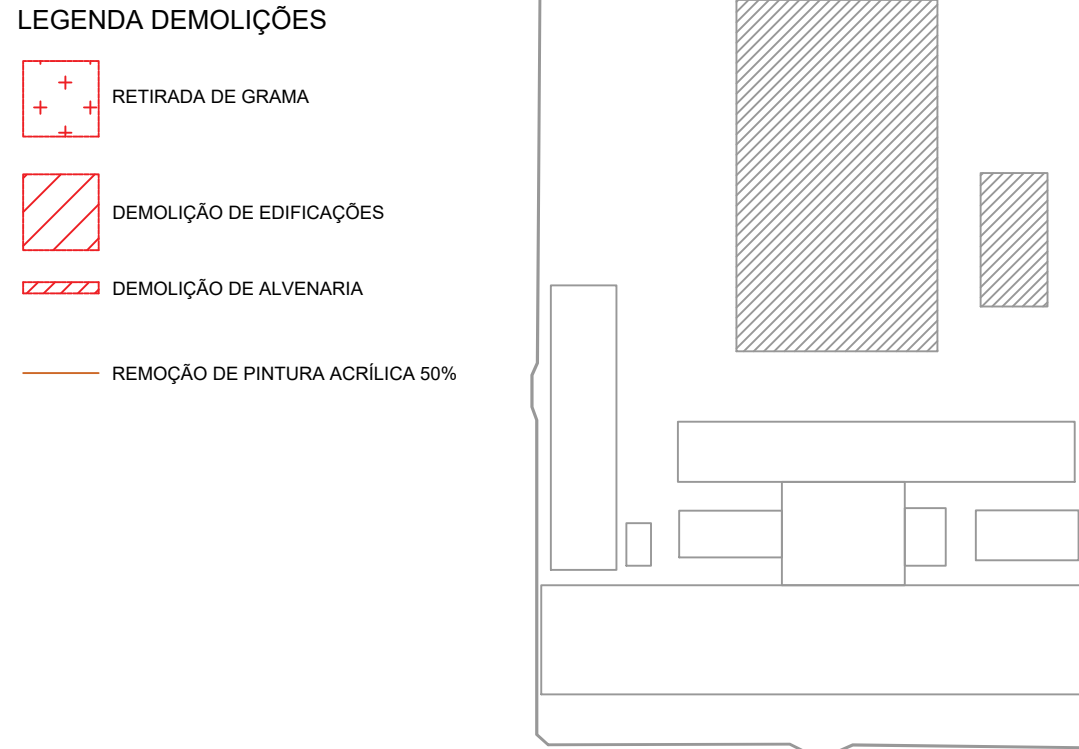 LEGENDA DEMOLIÇÕES
RETIRADA DE GRAMA
DEMOLIÇÃO DE EDIFICAÇÕES
DEMOLIÇÃO DE ALVENARIA
REMOÇÃO DE PINTURA ACRÍLICA 50%